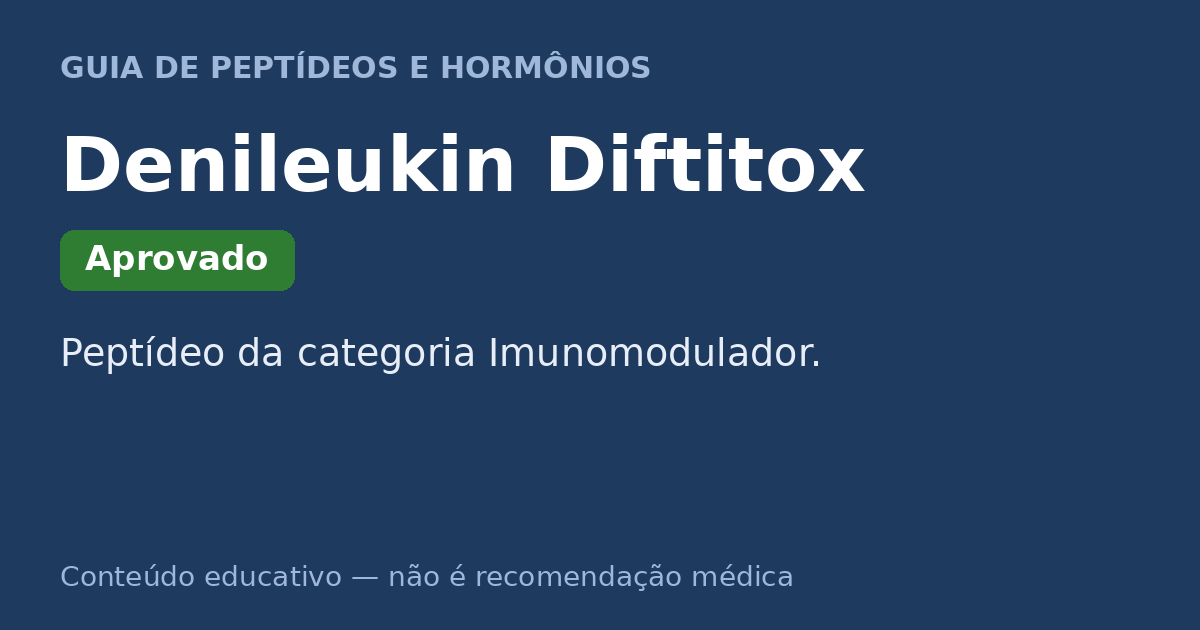 GUIA DE PEPTÍDEOS E HORMÔNIOS
Denileukin Diftitox
Aprovado
Peptídeo da categoria Imunomodulador.
Conteúdo educativo — não é recomendação médica